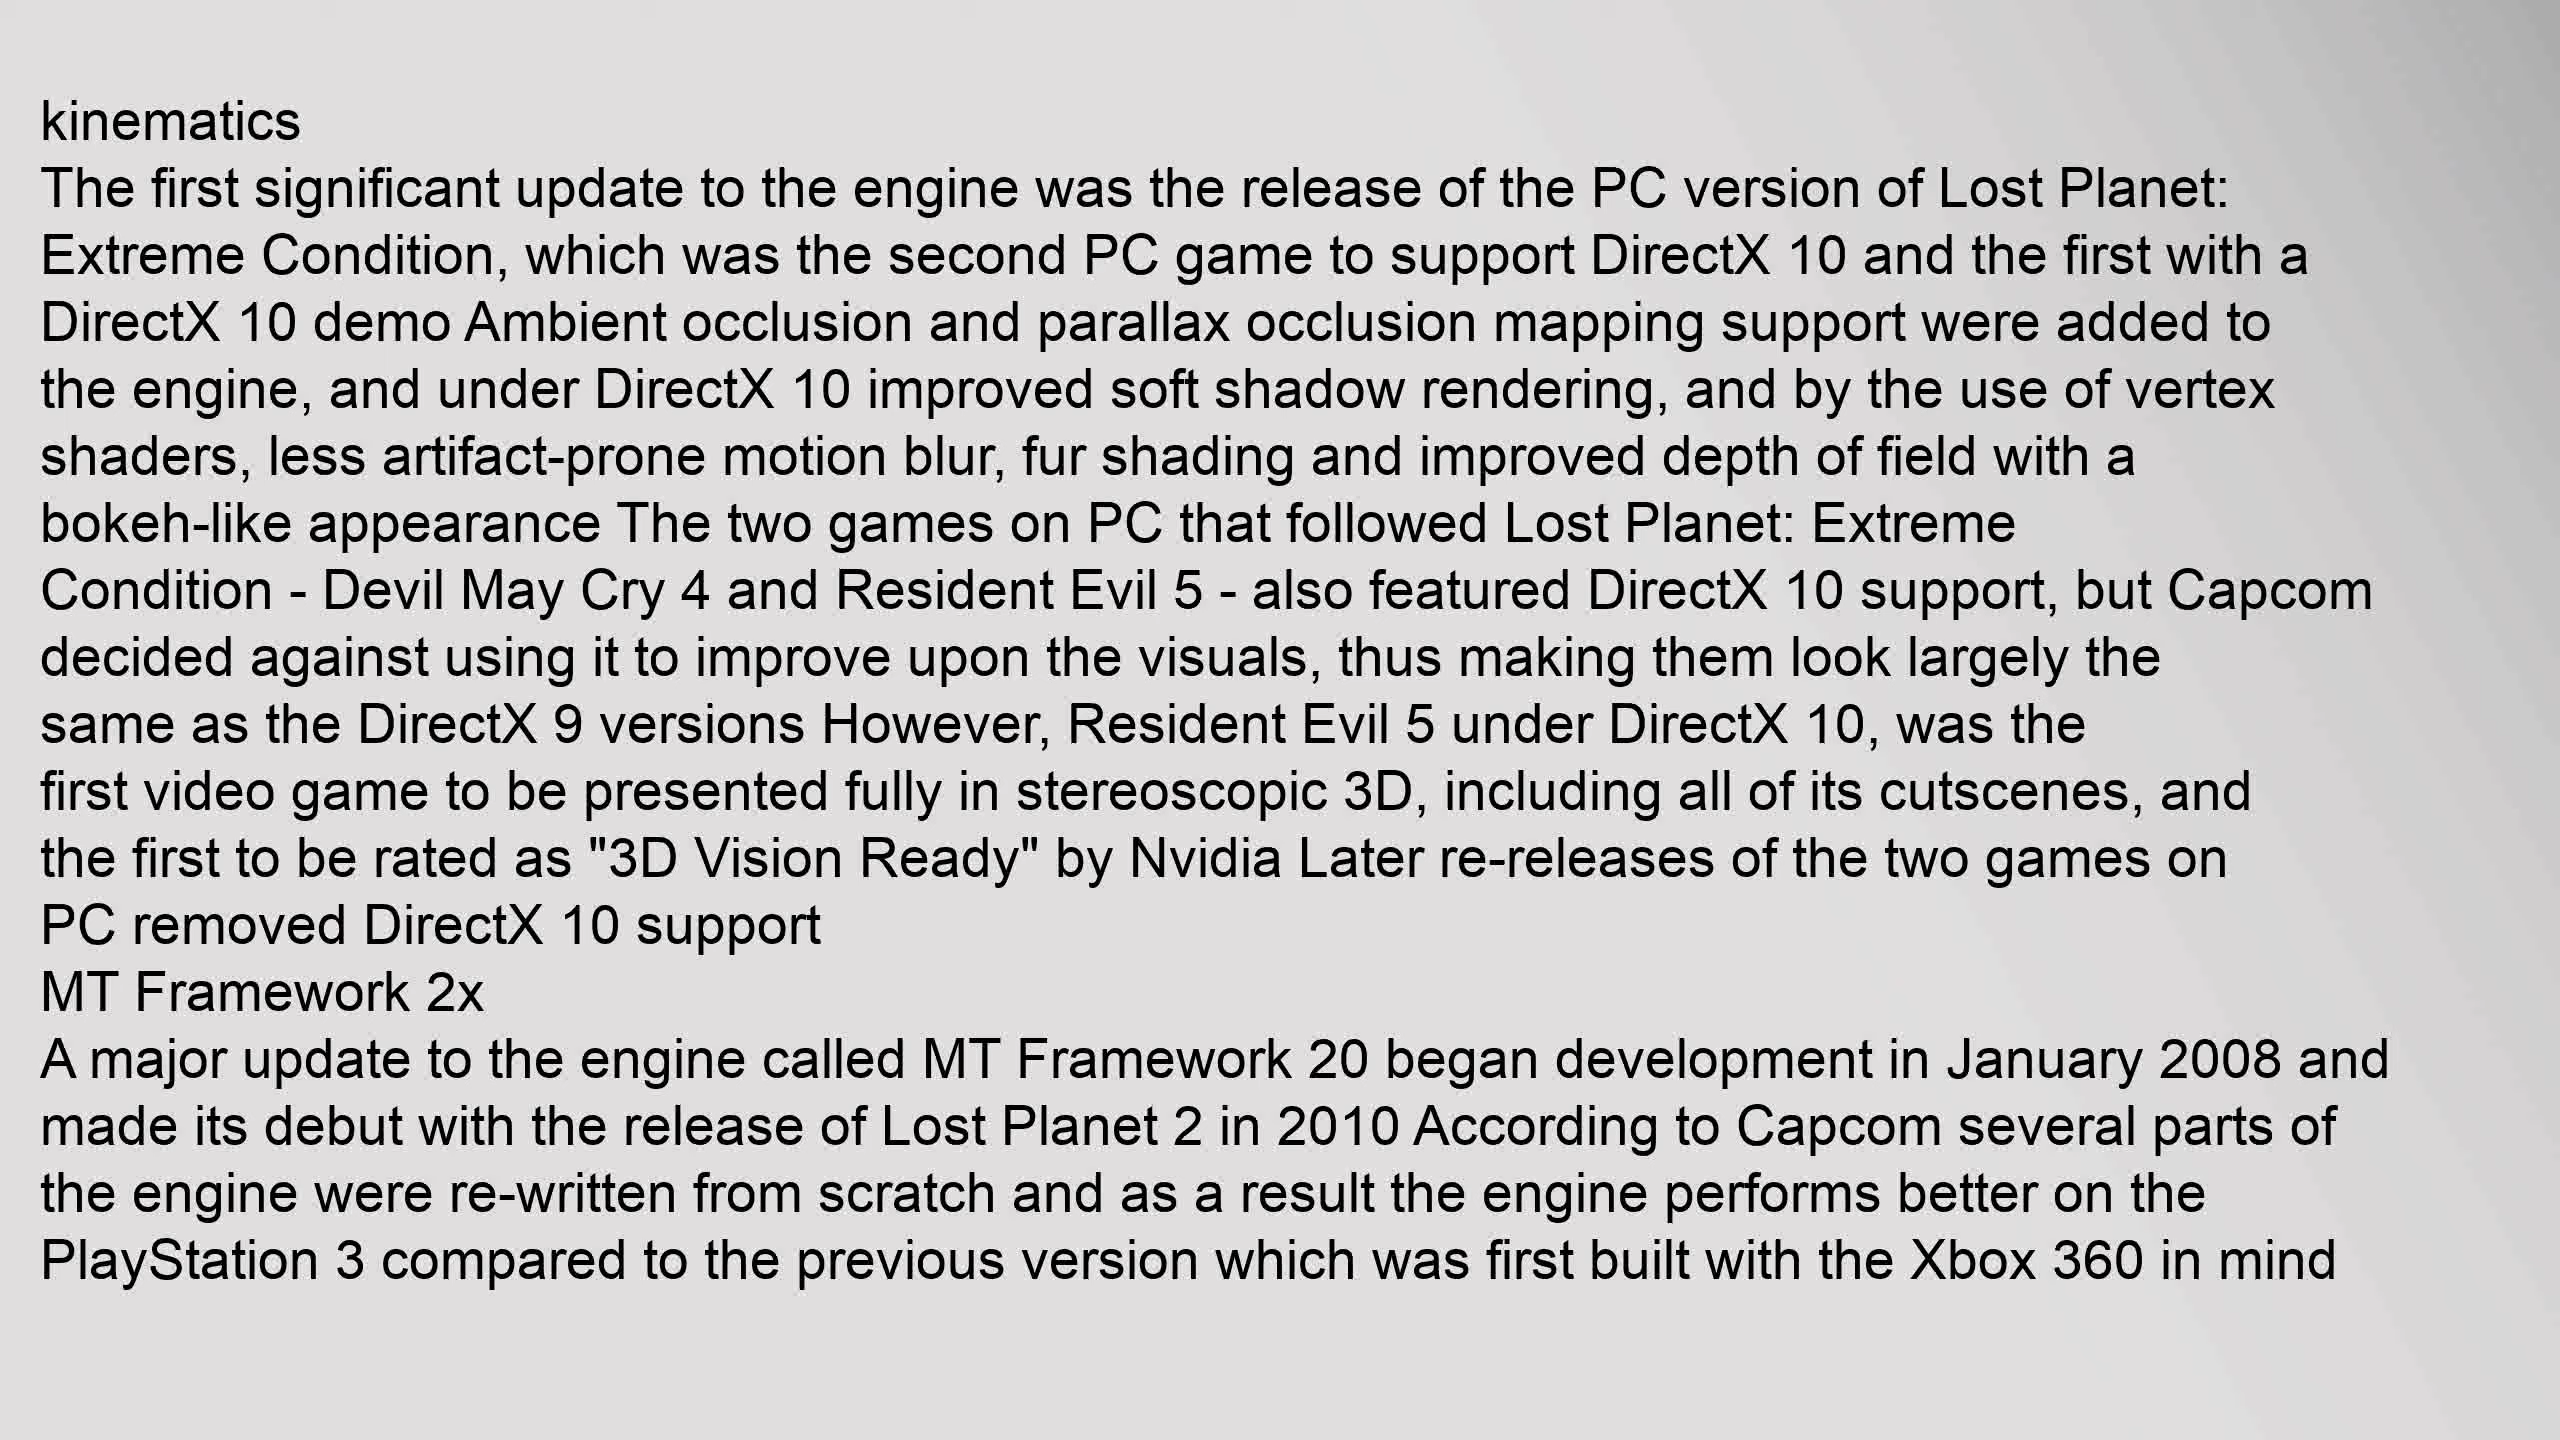 kinematics
The first significant update to the engine was the release of the PC version of Lost Planet:
Extreme Condition, which was the second PC game to support DirectX 10 and the first with a
DirectX 10 demo Ambient occlusion and parallax occlusion mapping support were added to
the engine, and under DirectX 10 improved soft shadow rendering, and by the use of vertex
shaders, less artifact-prone motion blur, fur shading and improved depth of field with a
bokeh-like appearance The two games on PC that followed Lost Planet: Extreme
Condition - Devil May Cry 4 and Resident Evil 5 - also featured DirectX 10 support, but Capcom
decided against using it to improve upon the visuals, thus making them look largely the
same as the DirectX 9 versions However, Resident Evil 5 under DirectX 10, was the
first video game to be presented fully in stereoscopic 3D, including all of its cutscenes, and
the first to be rated as "3D Vision Ready" by Nvidia Later re-releases of the two games on
PC removed DirectX 10 support
MT Framework 2x
A major update to the engine called MT Framework 20 began development in January 2008 and
made its debut with the release of Lost Planet 2 in 2010 According to Capcom several parts of
the engine were re-written from scratch and as a result the engine performs better on the
PlayStation 3 compared to the previous version which was first built with the Xbox 360 in mind